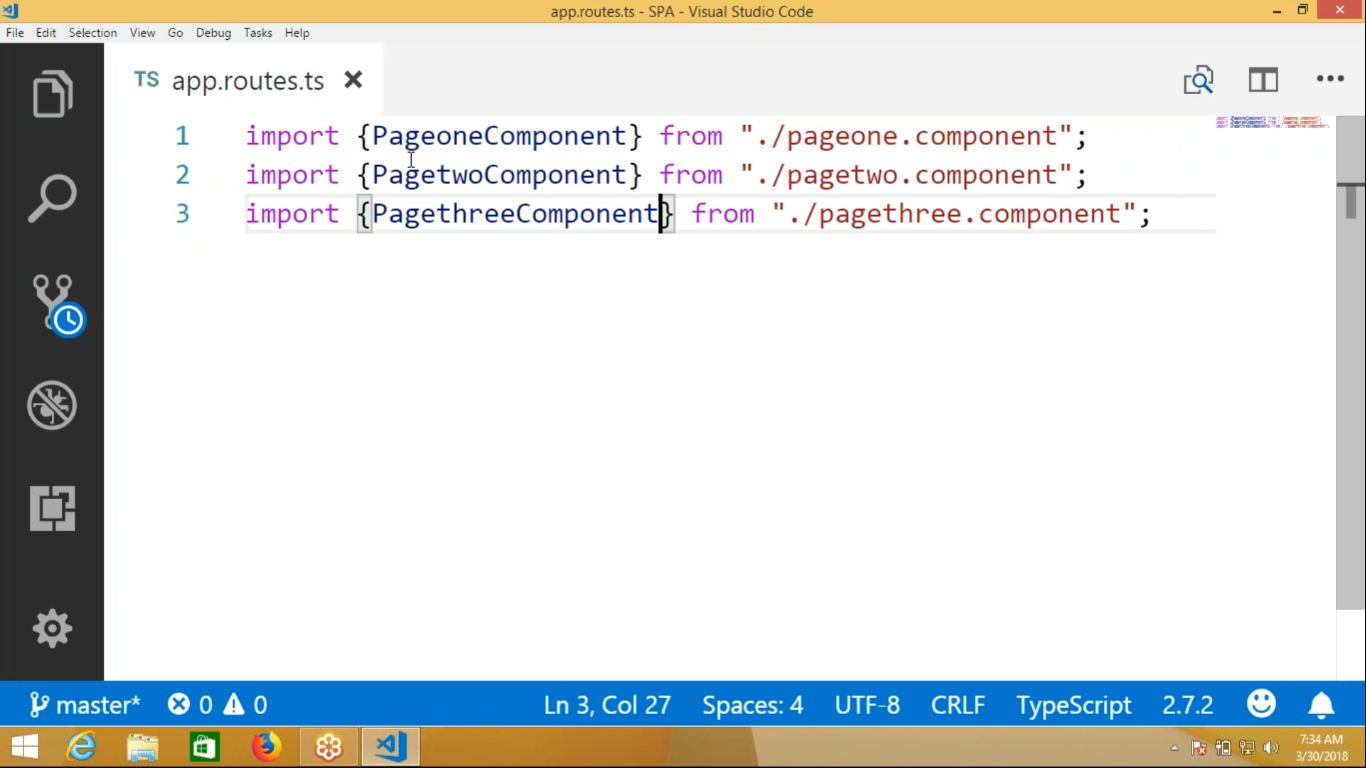 app.routes.ts - SPA - Visual Studio Code
File Edit Selection View Go Debug Tasks Help
TS app.routes.ts
1 import {PageoneComponent} from "./pageone.component";
2 import {PagetwoComponent} from "./pagetwo.component";
3 import {PagethreeComponent} from "./pagethree.component";
master* 0 0 Ln 3, Col 27 Spaces: 4 UTF-8 CRLF TypeScript 2.7.2
7:34 AM
3/30/2018